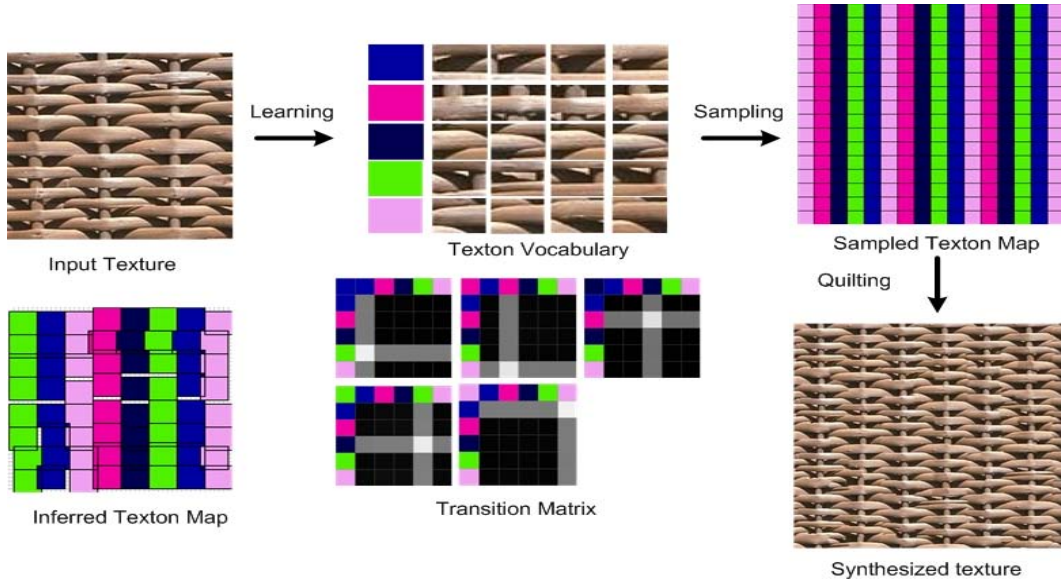 Learning
Sampling
Input Texture
Texton Vocabulary
Sampled Texton Map
Quilting
Inferred Texton Map
Transition Matrix
Synthesized texture